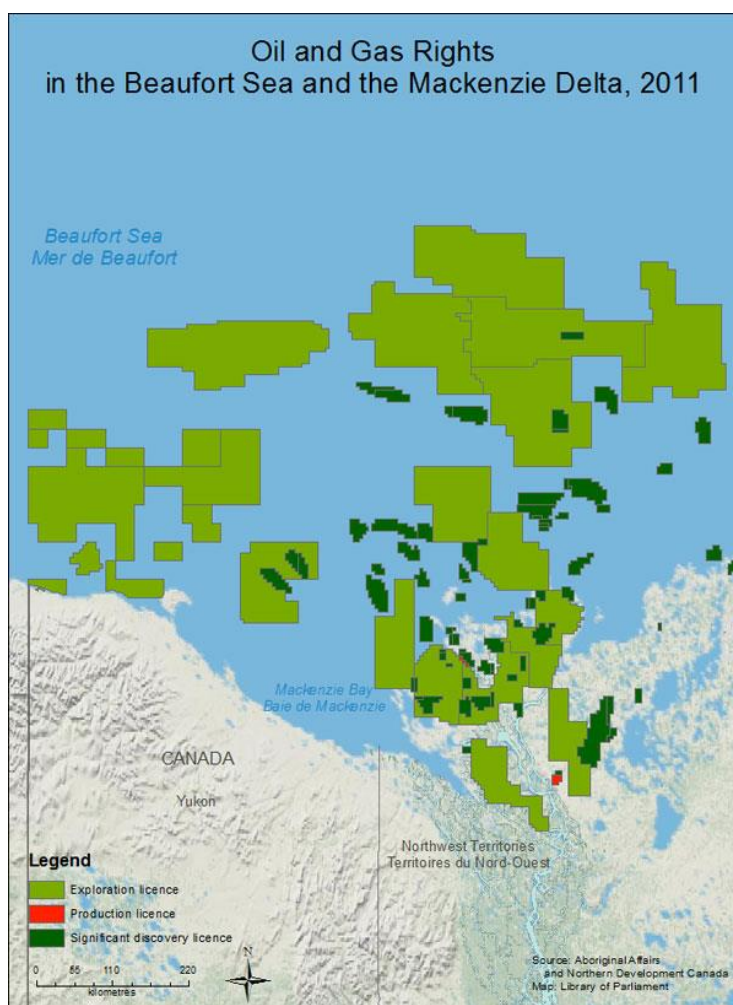 Oil and Gas Rights
in the Beaufort Sea and the Mackenzie Delta, 2011
Beaufort Sea
Mer de Beaufort
Mackenzie Bay
Baie de Mackenzie
CANADA
Yukon
Northwest Territories
Territoires du Nord-Ouest
Legend
Exploration licence
Production licence
Significant discovery licence
N
0 55 110 220
kilometres
Source: Aboriginal Affairs
and Northern Development Canada
Map: Library of Parliament